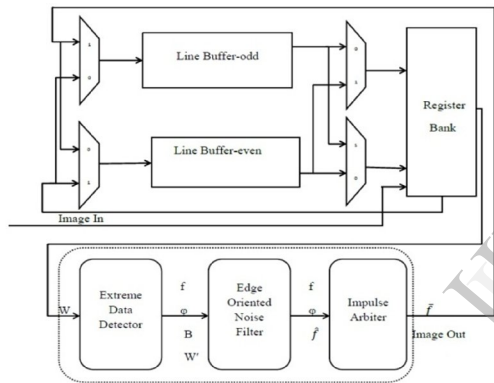 1
0
Line Buffer-odd
0
1
Register
Bank
0
1
Line Buffer-even
1
0
Image In
W
Extreme
Data
Detector
f
φ
B
W'
Edge
Oriented
Noise
Filter
f
φ
f̂
Impulse
Arbiter
f̄
Image Out